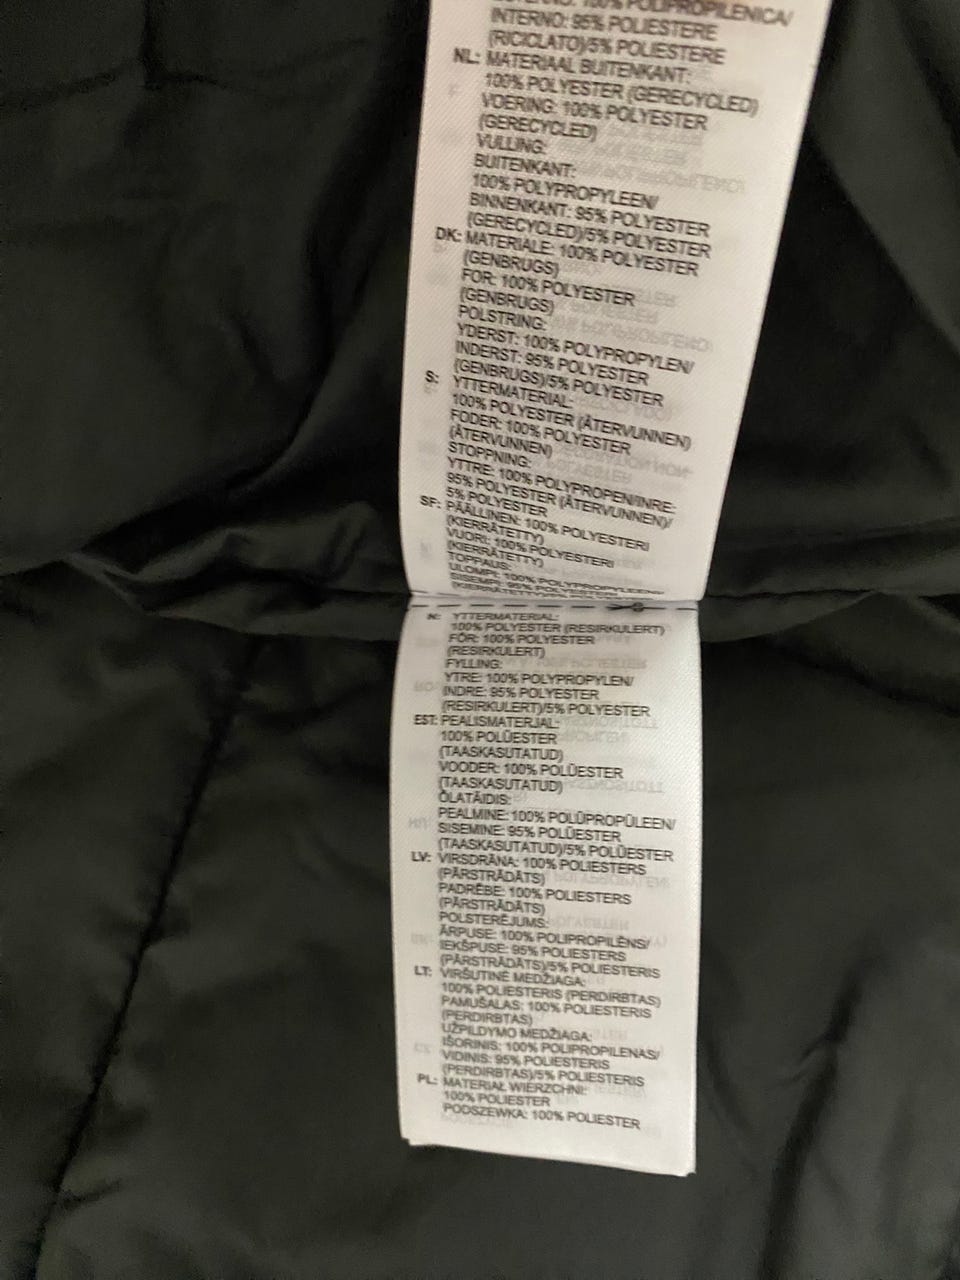 100% POLIPROPILENICA/
INTERNO: 95% POLIESTERE
(RICICLATO)/5% POLIESTERE
NL: MATERIAAL BUITENKANT:
100% POLYESTER (GERECYCLED)
VOERING: 100% POLYESTER
(GERECYCLED)
VULLING:
BUITENKANT:
100% POLYPROPYLEEN/
BINNENKANT: 95% POLYESTER
(GERECYCLED)/5% POLYESTER
DK: MATERIALE: 100% POLYESTER
(GENBRUGS)
FOR: 100% POLYESTER
(GENBRUGS)
POLSTRING:
YDERST: 100% POLYPROPYLEN/
INDERST: 95% POLYESTER
(GENBRUGS)/5% POLYESTER
S: YTTERMATERIAL:
100% POLYESTER (ÅTERVUNNEN)
FODER: 100% POLYESTER
(ÅTERVUNNEN)
STOPPNING:
YTTRE: 100% POLYPROPEN/INRE:
95% POLYESTER (ÅTERVUNNEN)/
5% POLYESTER
SF: PÄÄLLINEN: 100% POLYESTERI
(KIERRÄTETTY)
VUORI: 100% POLYESTERI
(KIERRÄTETTY)
TOPPAUS:
ULOMPI: 100% POLYPROPYLEENI/
SISEMPI: 95% POLYESTERI
N: YTTERMATERIAL:
100% POLYESTER (RESIRKULERT)
FÔR: 100% POLYESTER
(RESIRKULERT)
FYLLING:
YTRE: 100% POLYPROPYLEN/
INDRE: 95% POLYESTER
(RESIRKULERT)/5% POLYESTER
EST: PEALISMATERJAL:
100% POLÜESTER
(TAASKASUTATUD)
VOODER: 100% POLÜESTER
(TAASKASUTATUD)
ÕLATÄIDIS:
PEALMINE: 100% POLÜPROPÜLEEN/
SISEMINE: 95% POLÜESTER
(TAASKASUTATUD)/5% POLÜESTER
LV: VIRSDRĀNA: 100% POLIESTERS
(PĀRSTRĀDĀTS)
PADRĒBE: 100% POLIESTERS
(PĀRSTRĀDĀTS)
POLSTERĒJUMS:
ĀRPUSE: 100% POLIPROPILĒNS/
IEKŠPUSE: 95% POLIESTERS
(PĀRSTRĀDĀTS)/5% POLIESTERIS
LT: VIRŠUTINĖ MEDŽIAGA:
100% POLIESTERIS (PERDIRBTAS)
PAMUŠALAS: 100% POLIESTERIS
(PERDIRBTAS)
UŽPILDYMO MEDŽIAGA:
IŠORINIS: 100% POLIPROPILENAS/
VIDINIS: 95% POLIESTERIS
(PERDIRBTAS)/5% POLIESTERIS
PL: MATERIAŁ WIERZCHNI:
100% POLIESTER
PODSZEWKA: 100% POLIESTER